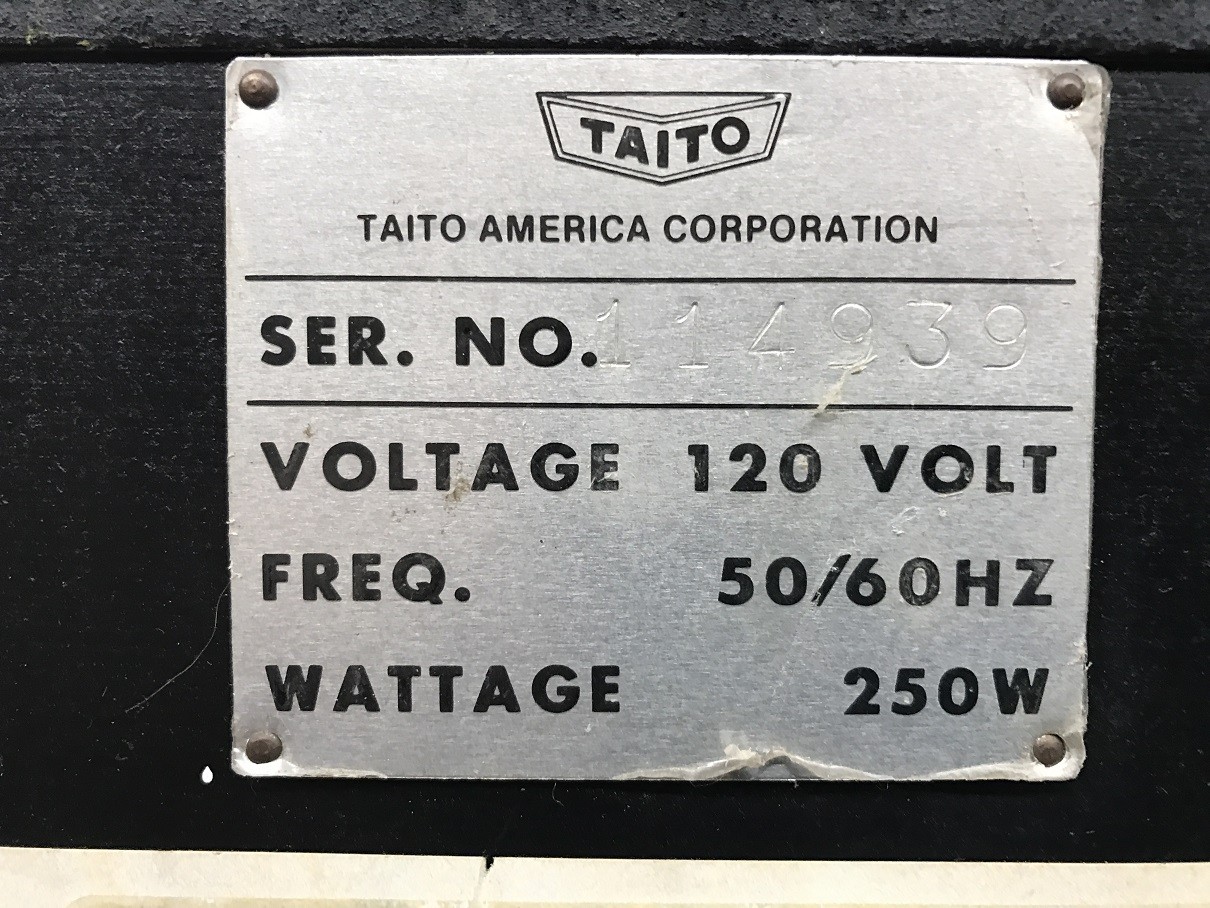 TAITO
TAITO AMERICA CORPORATION
SER. NO. 114939
VOLTAGE 120 VOLT
FREQ. 50/60HZ
WATTAGE 250W